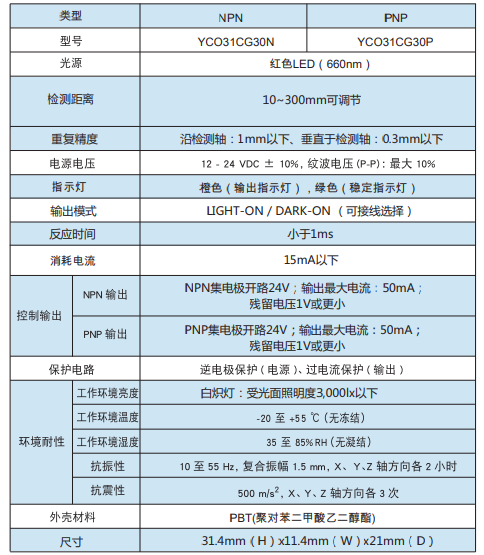 类型 NPN PNP
型号 YCO31CG30N YCO31CG30P
光源 红色LED（660nm）
检测距离 10~300mm可调节
重复精度 沿检测轴：1mm以下、垂直于检测轴：0.3mm以下
电源电压 12 - 24 VDC ± 10%, 纹波电压(P-P)：最大 10%
指示灯 橙色（输出指示灯），绿色（稳定指示灯）
输出模式 LIGHT-ON / DARK-ON （可接线选择）
反应时间 小于1ms
消耗电流 15mA以下
控制输出 NPN 输出 NPN集电极开路24V；输出最大电流：50mA；
残留电压1V或更小
PNP 输出 PNP集电极开路24V；输出最大电流：50mA；
残留电压1V或更小
保护电路 逆电极保护（电源）、过电流保护（输出）
环境耐性 工作环境亮度 白炽灯：受光面照明度3,000lx以下
工作环境温度 -20 至 +55 ℃（无冻结）
工作环境湿度 35 至 85% RH（无凝结）
抗振性 10 至 55 Hz, 复合振幅 1.5 mm, X、Y、Z 轴方向各 2 小时
抗震性 500 m/s², X、Y、Z 轴方向各 3 次
外壳材料 PBT(聚对苯二甲酸乙二醇酯)
尺寸 31.4mm（H）x11.4mm（W）x21mm（D）